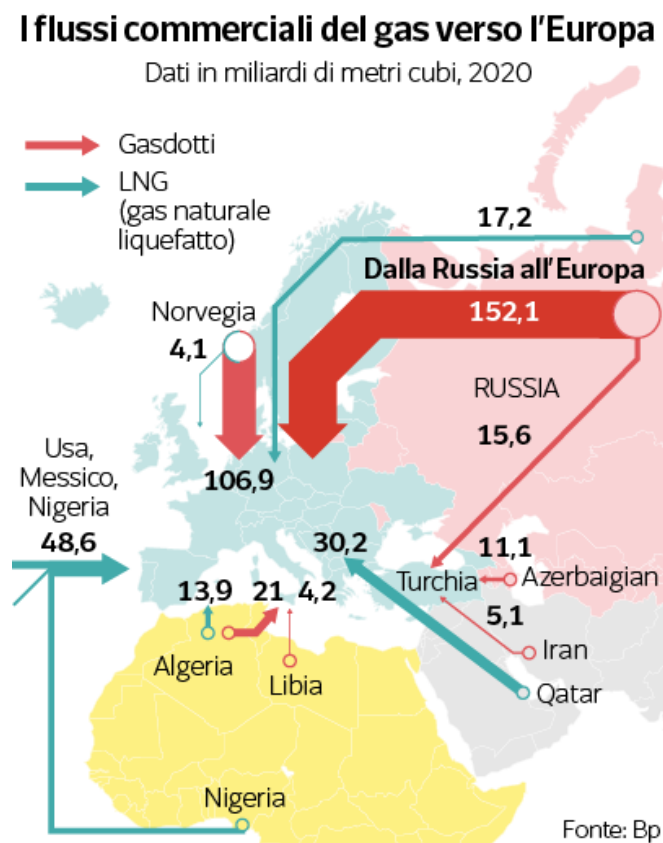 I flussi commerciali del gas verso l'Europa
Dati in miliardi di metri cubi, 2020
Gasdotti
LNG
(gas naturale
liquefatto)
17,2
Dalla Russia all'Europa
152,1
Norvegia
4,1
RUSSIA
15,6
Usa,
Messico,
Nigeria
48,6
106,9
30,2
11,1
Turchia
Azerbaigian
13,9
21
4,2
5,1
Algeria
Libia
Iran
Qatar
Nigeria
Fonte: Bp